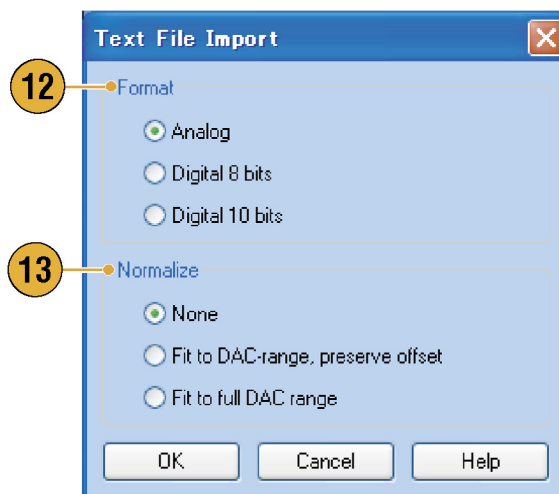 Text File Import
12
Format
Analog
Digital 8 bits
Digital 10 bits
13
Normalize
None
Fit to DAC-range, preserve offset
Fit to full DAC range
OK Cancel Help